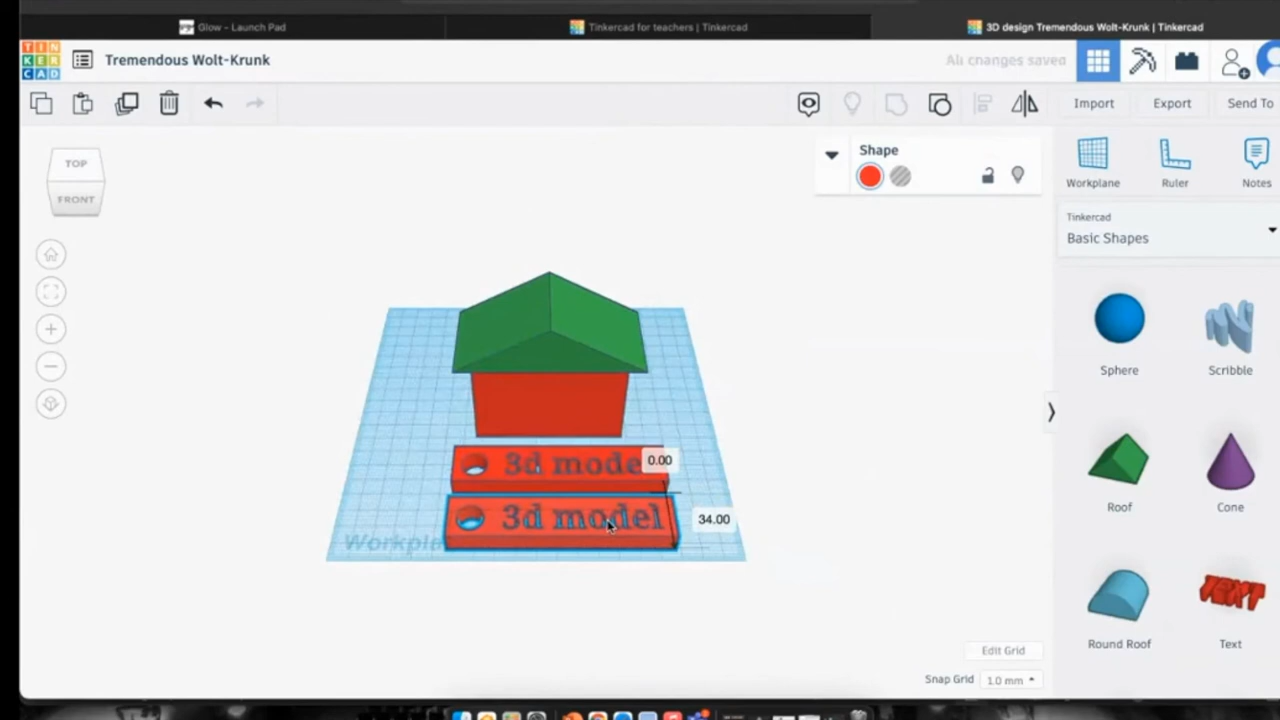 Glow - Launch Pad
Tinkercad for teachers | Tinkercad
3D design Tremendous Wolt-Krunk | Tinkercad
TIN
KER
CAD
Tremendous Wolt-Krunk
All changes saved
Import
Export
Send To
TOP
FRONT
Shape
Workplane
Ruler
Notes
Tinkercad
Basic Shapes
Sphere
Scribble
Roof
Cone
Round Roof
TEXT
Text
3d mode
0.00
3d model
34.00
Workpla
Edit Grid
Snap Grid
1.0 mm